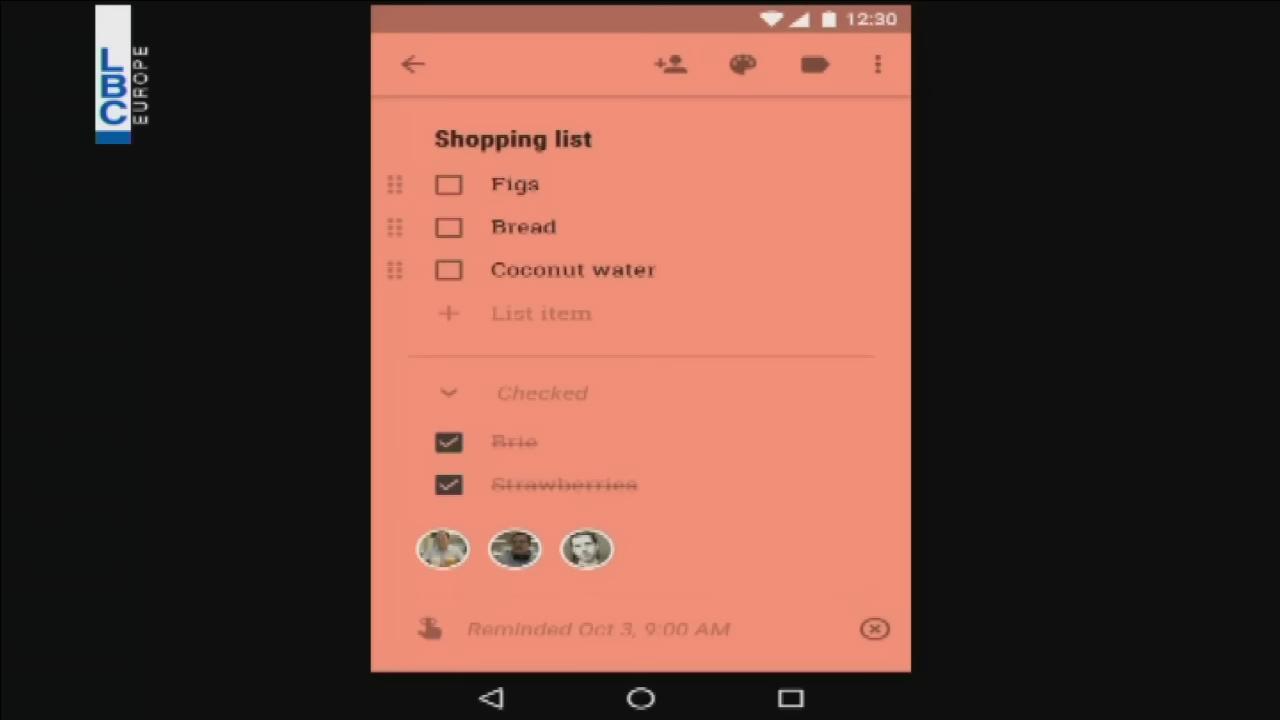 LBC
EUROPE
12:30
Shopping list
Figs
Bread
Coconut water
List item
Checked
Brie
Strawberries
Reminded Oct 3, 9:00 AM